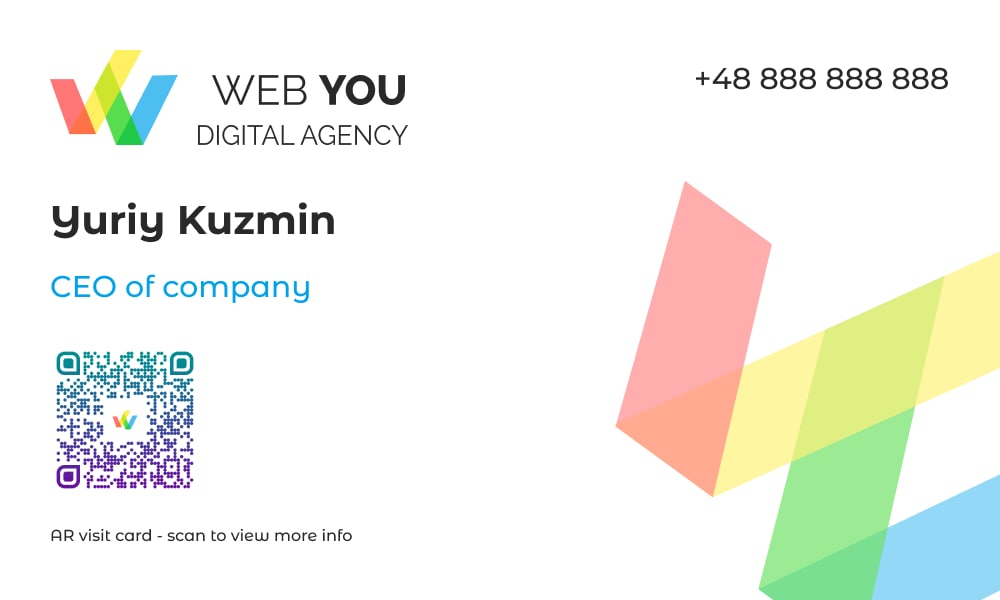 WEB YOU
DIGITAL AGENCY
+48 888 888 888
Yuriy Kuzmin
CEO of company
AR visit card - scan to view more info